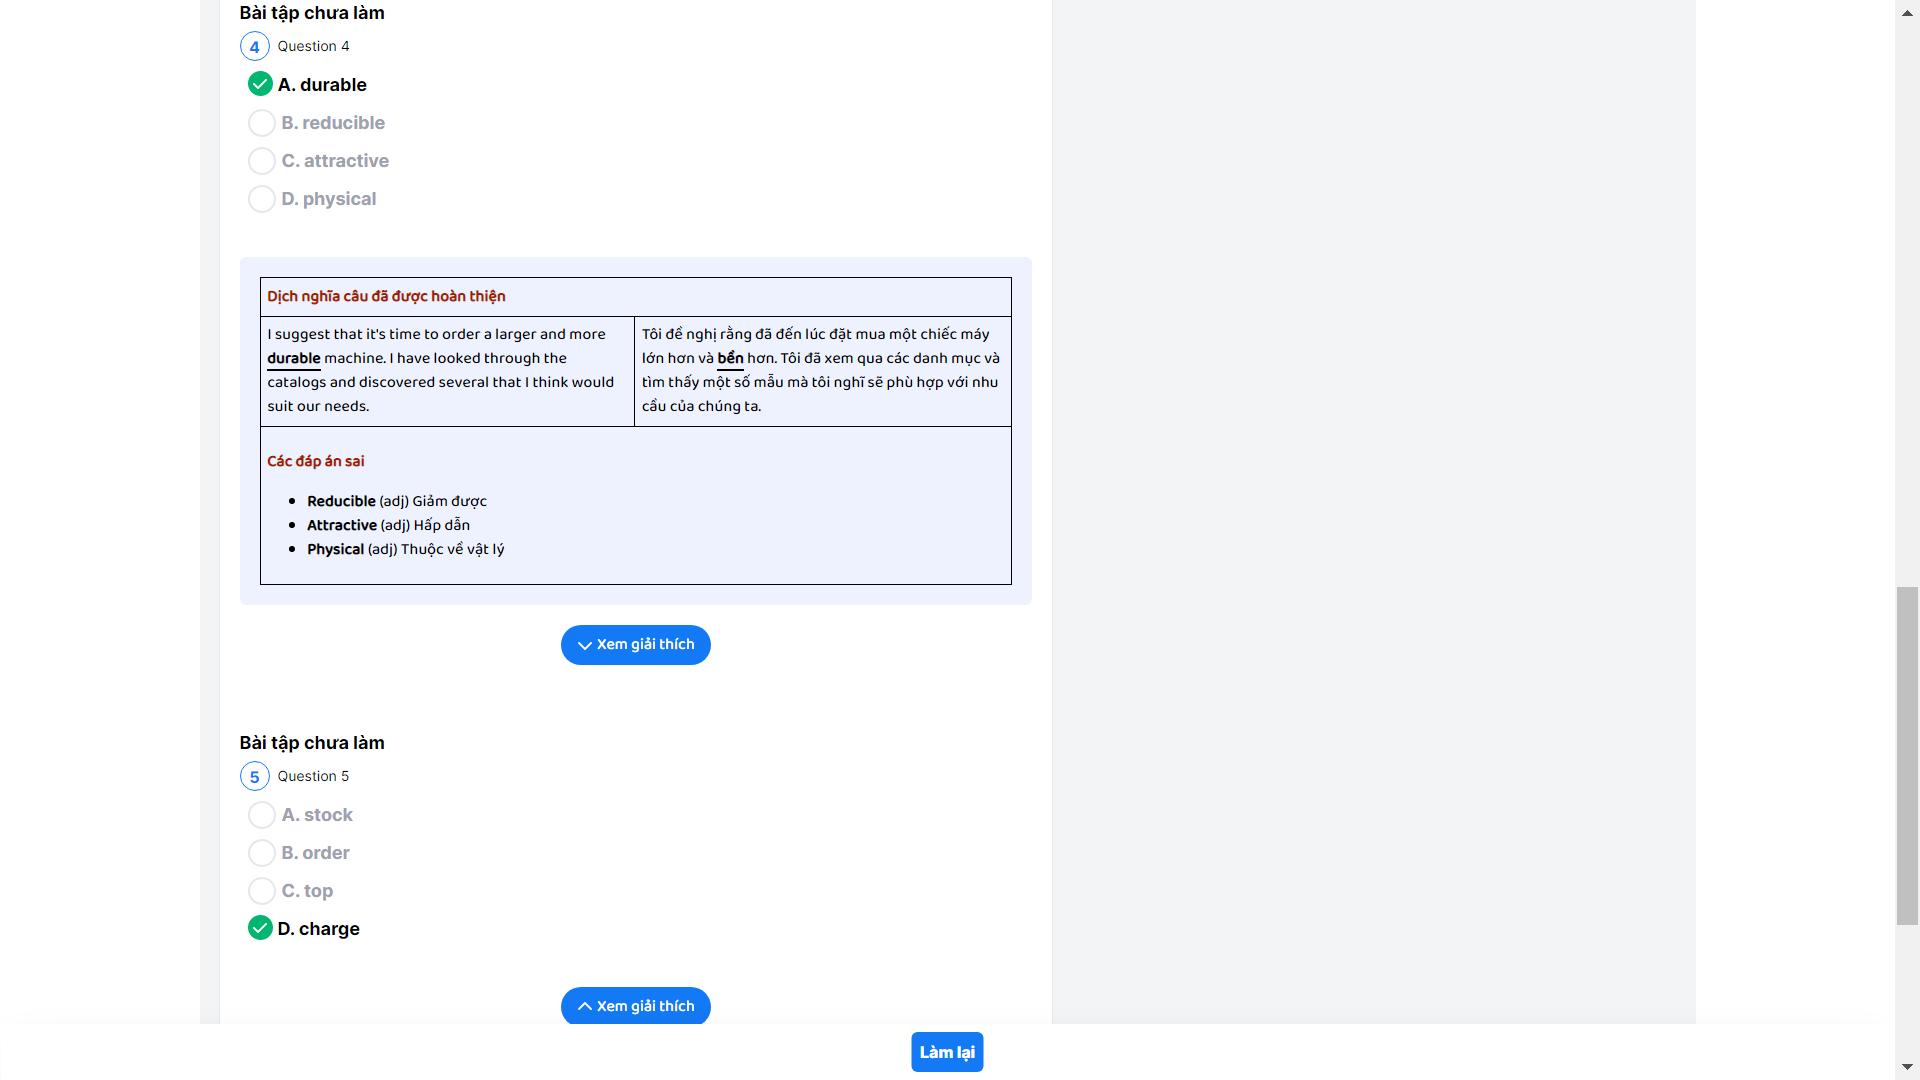 Bài tập chưa làm
4 Question 4
A. durable
B. reducible
C. attractive
D. physical
Dịch nghĩa câu đã được hoàn thiện
I suggest that it's time to order a larger and more
durable machine. I have looked through the
catalogs and discovered several that I think would
suit our needs.
Tôi đề nghị rằng đã đến lúc đặt mua một chiếc máy
lớn hơn và bền hơn. Tôi đã xem qua các danh mục và
tìm thấy một số mẫu mà tôi nghĩ sẽ phù hợp với nhu
cầu của chúng ta.
Các đáp án sai
Reducible (adj) Giảm được
Attractive (adj) Hấp dẫn
Physical (adj) Thuộc về vật lý
Xem giải thích
Bài tập chưa làm
5 Question 5
A. stock
B. order
C. top
D. charge
Xem giải thích
Làm lại